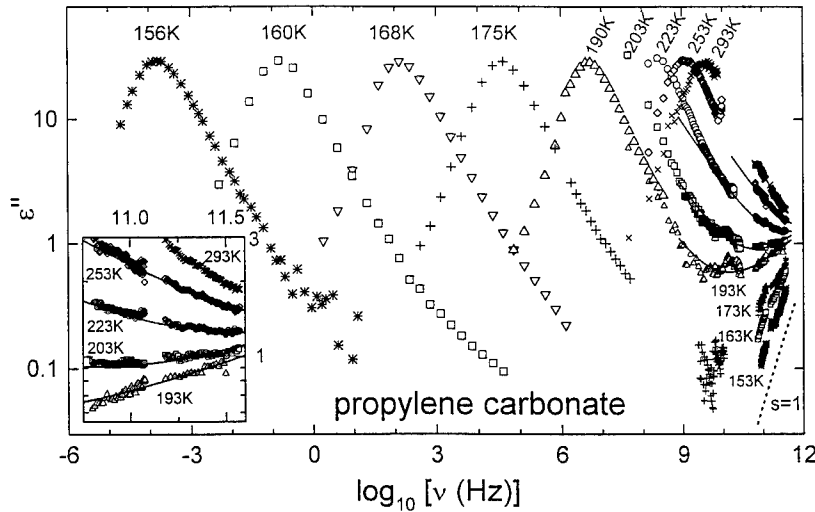 156K 160K 168K 175K 190K 203K 223K 253K 293K
10
1
0.1
ε''
11.0 11.5
3
1
293K
253K
223K
203K
193K
193K
173K
163K
153K
s=1
propylene carbonate
-6 -3 0 3 6 9 12
log10 [ν (Hz)]